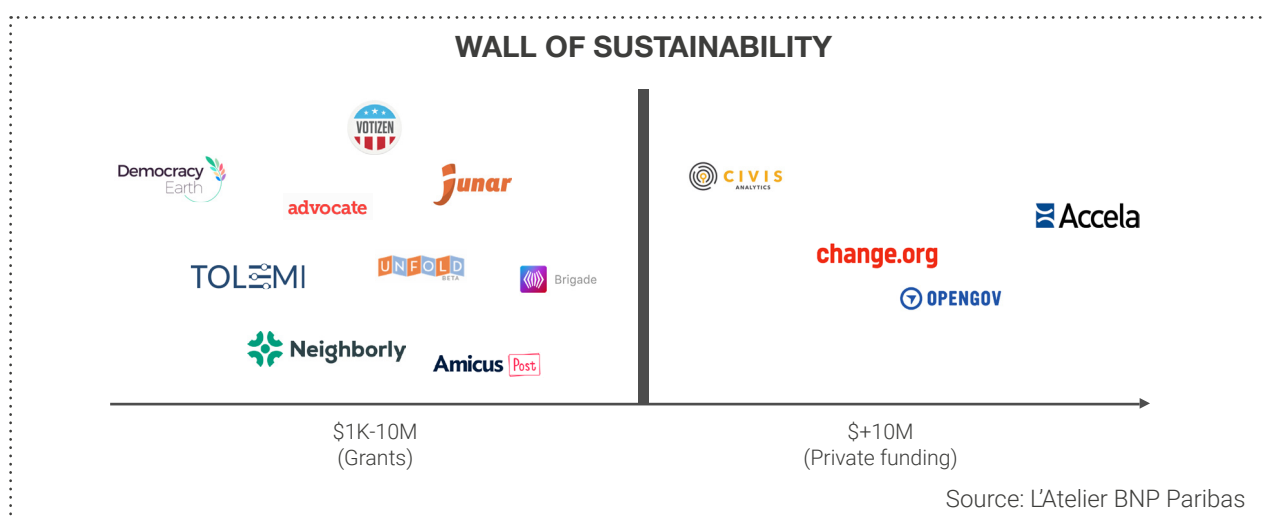 WALL OF SUSTAINABILITY
VOTIZEN
Democracy
Earth
advocate
junar
CIVIS
ANALYTICS
Accela
change.org
TOLEMI
UNFOLD
BETA
Brigade
OPENGOV
Neighborly
Amicus Post
$1K-10M
(Grants)
$+10M
(Private funding)
Source: L'Atelier BNP Paribas